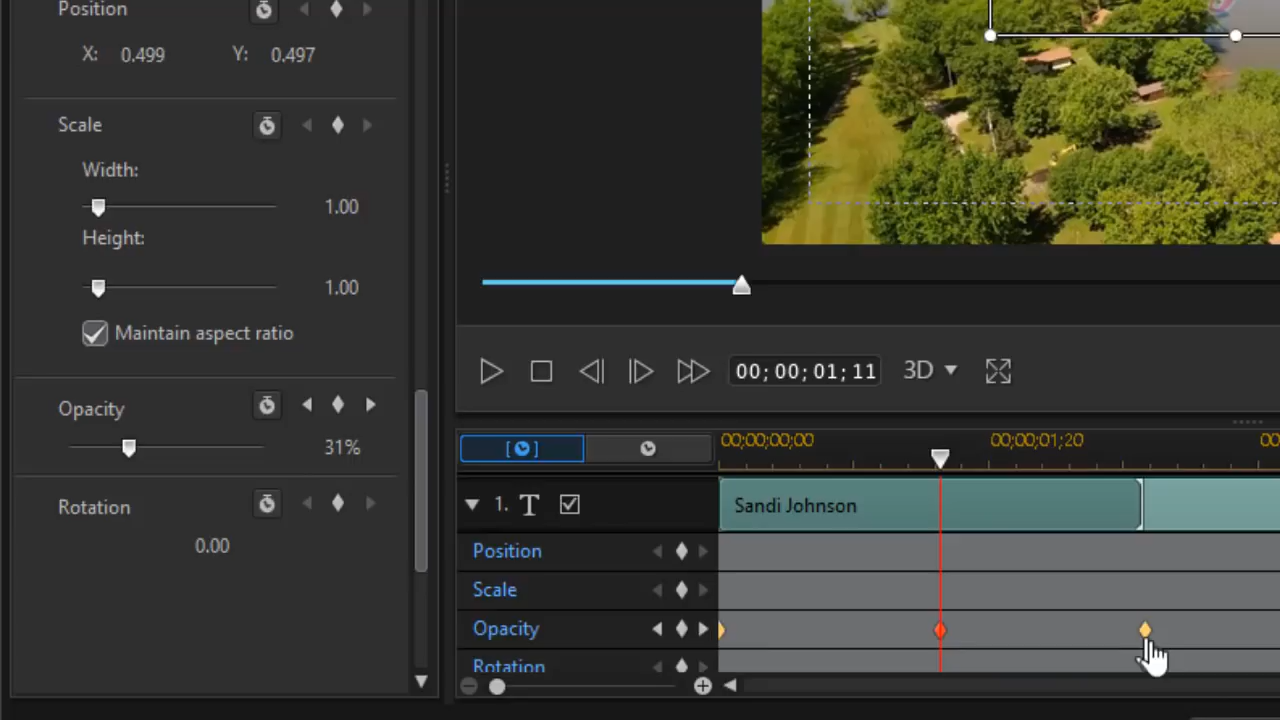 Position
X: 0.499 Y: 0.497
Scale
Width:
1.00
Height:
1.00
Maintain aspect ratio
Opacity
31%
Rotation
0.00
00; 00; 01; 11 3D
00;00;00;00 00;00;01;20 00
1. T Sandi Johnson
Position
Scale
Opacity
Rotation